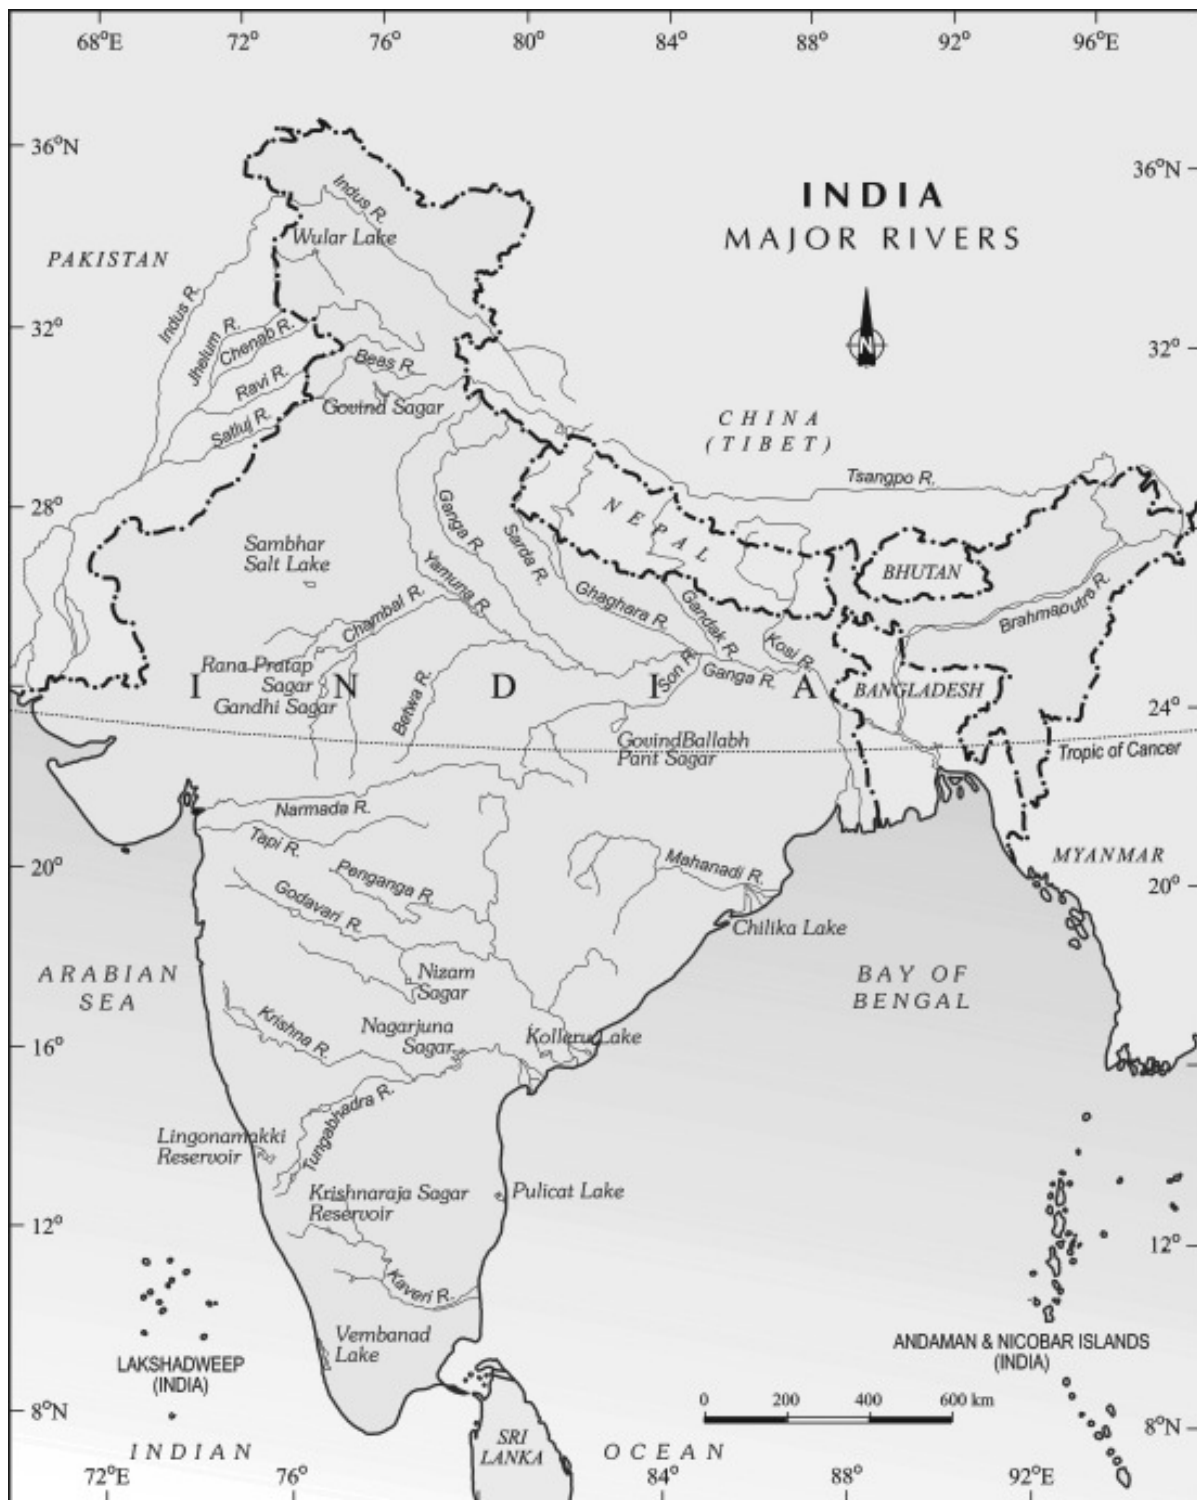 68°E
72°
76°
80°
84°
88°
92°
96°E
36°N
36°N
INDIA
MAJOR RIVERS
Indus R.
Wular Lake
PAKISTAN
N
Indus R.
32°
32°
Jhelum R.
Chenab R.
Beas R.
Ravi R.
Govind Sagar
Satluj R.
CHINA
(TIBET)
Tsangpo R.
28°
28°
NEPAL
Ganga R.
Sarda R.
Sambhar
Salt Lake
BHUTAN
Yamuna R.
Ghaghara R.
Gandak R.
Brahmaputra R.
Chambal R.
Kosi R.
Rana Pratap
Sagar
Gandhi Sagar
Betwa R.
Son R.
Ganga R.
INDIA
BANGLADESH
24°
GovindBallabh
Pant Sagar
Tropic of Cancer
Narmada R.
Tapi R.
Penganga R.
Mahanadi R.
MYANMAR
20°
20°
Godavari R.
Chilika Lake
ARABIAN
SEA
Nizam
Sagar
BAY OF
BENGAL
Krishna R.
Nagarjuna
Sagar
Kolleru Lake
16°
Tungabhadra R.
Lingonamakki
Reservoir
Krishnaraja Sagar
Reservoir
Pulicat Lake
12°
12°
Kaveri R.
Vembanad
Lake
LAKSHADWEEP
(INDIA)
ANDAMAN & NICOBAR ISLANDS
(INDIA)
0 200 400 600 km
8°N
8°N
SRI
LANKA
INDIAN OCEAN
72°E
76°
84°
88°
92°E